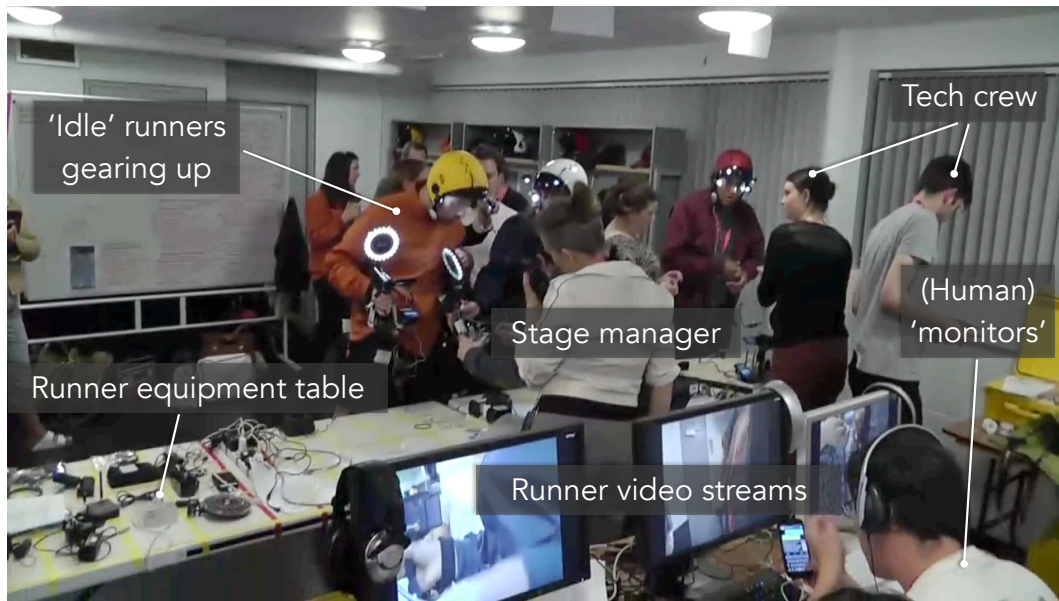 ‘Idle’ runners
gearing up
Tech crew
(Human)
‘monitors’
Stage manager
Runner equipment table
Runner video streams